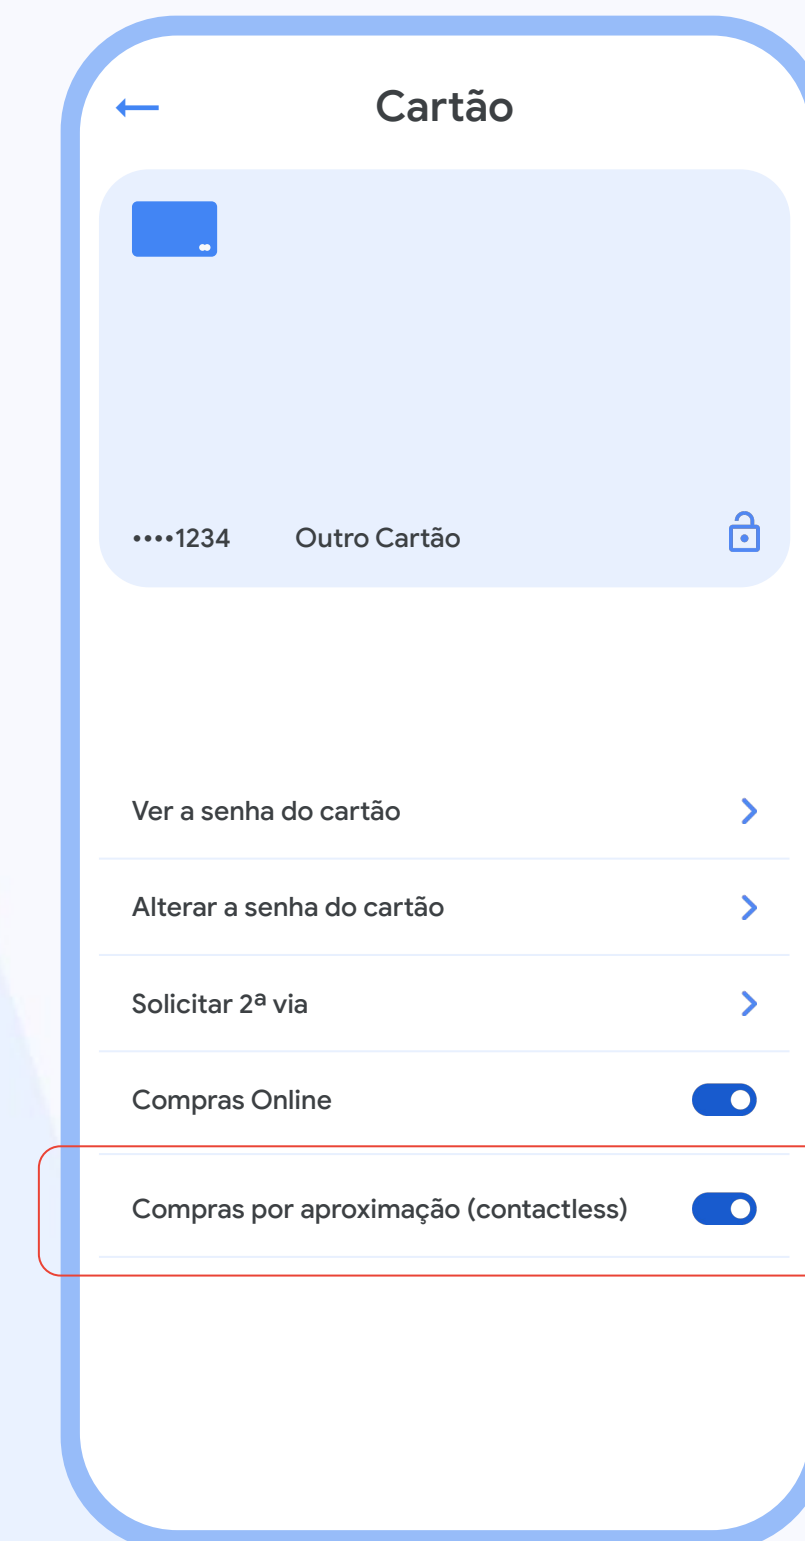 Cartão
••••1234 Outro Cartão
Ver a senha do cartão
Alterar a senha do cartão
Solicitar 2ª via
Compras Online
Compras por aproximação (contactless)